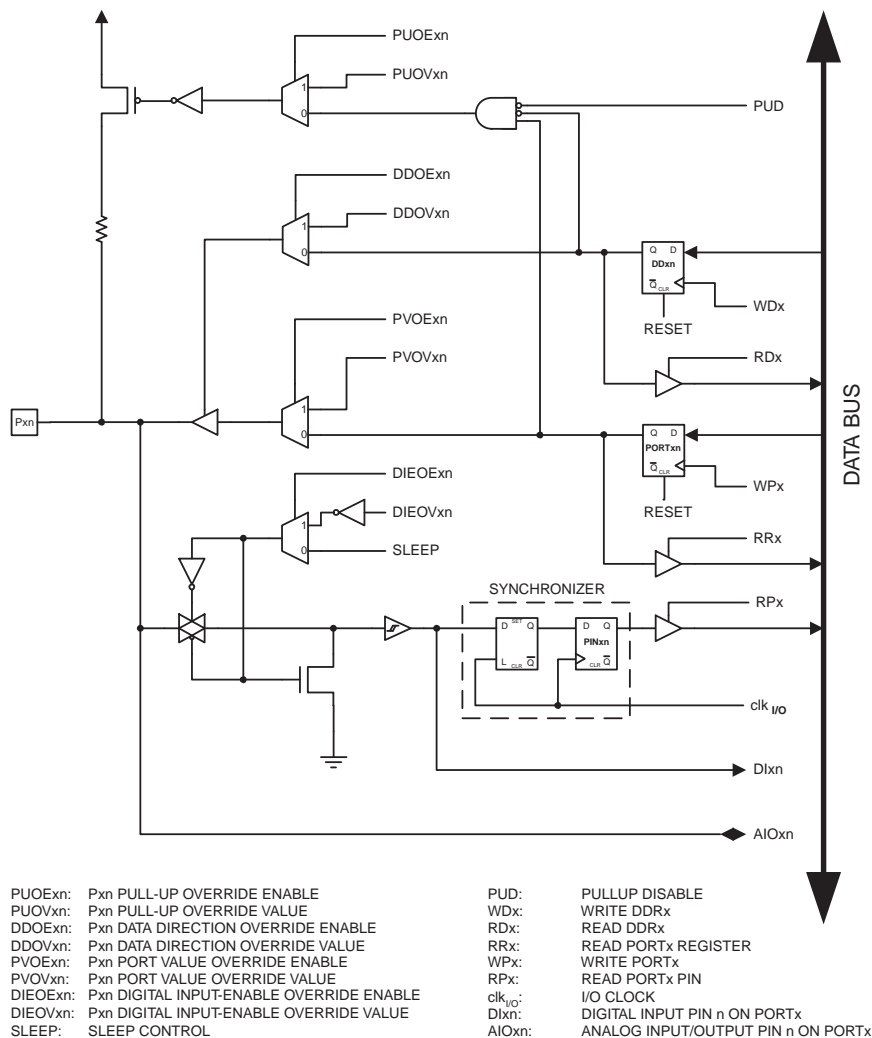 PUOExn
PUOVxn
1
0
PUD
DDOExn
DDOVxn
1
0
Q D
DDxn
Q CLR
WDx
RESET
RDx
PVOExn
PVOVxn
1
0
Pxn
Q D
PORTxn
Q CLR
WPx
RESET
RRx
DATA BUS
DIEOExn
DIEOVxn
1
0
SLEEP
SYNCHRONIZER
D SET Q
L CLR Q
D Q
PINxn
CLR Q
RPx
clk I/O
DIxn
AIOxn
PUOExn: Pxn PULL-UP OVERRIDE ENABLE
PUOVxn: Pxn PULL-UP OVERRIDE VALUE
DDOExn: Pxn DATA DIRECTION OVERRIDE ENABLE
DDOVxn: Pxn DATA DIRECTION OVERRIDE VALUE
PVOExn: Pxn PORT VALUE OVERRIDE ENABLE
PVOVxn: Pxn PORT VALUE OVERRIDE VALUE
DIEOExn: Pxn DIGITAL INPUT-ENABLE OVERRIDE ENABLE
DIEOVxn: Pxn DIGITAL INPUT-ENABLE OVERRIDE VALUE
SLEEP: SLEEP CONTROL
PUD: PULLUP DISABLE
WDx: WRITE DDRx
RDx: READ DDRx
RRx: READ PORTx REGISTER
WPx: WRITE PORTx
RPx: READ PORTx PIN
clkI/O: I/O CLOCK
DIxn: DIGITAL INPUT PIN n ON PORTx
AIOxn: ANALOG INPUT/OUTPUT PIN n ON PORTx